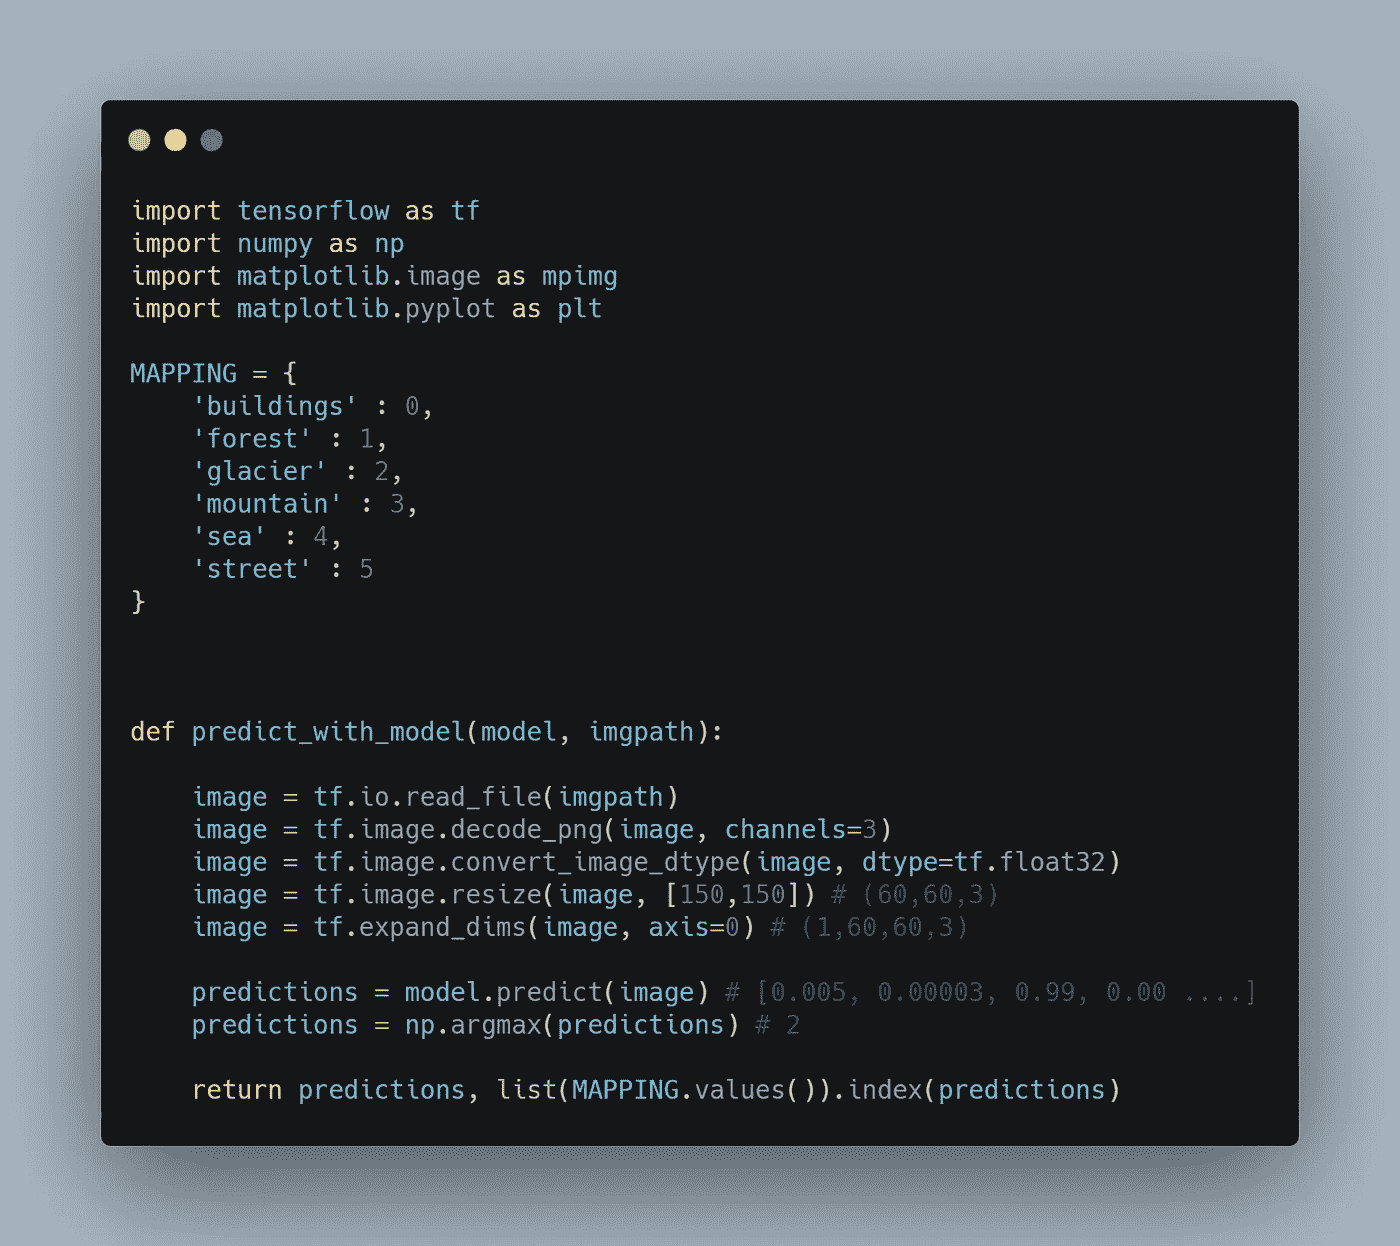 import tensorflow as tf
import numpy as np
import matplotlib.image as mpimg
import matplotlib.pyplot as plt
MAPPING = {
    'buildings' : 0,
    'forest' : 1,
    'glacier' : 2,
    'mountain' : 3,
    'sea' : 4,
    'street' : 5
}
def predict_with_model(model, imgpath):
    image = tf.io.read_file(imgpath)
    image = tf.image.decode_png(image, channels=3)
    image = tf.image.convert_image_dtype(image, dtype=tf.float32)
    image = tf.image.resize(image, [150,150]) # (60,60,3)
    image = tf.expand_dims(image, axis=0) # (1,60,60,3)
    predictions = model.predict(image) # [0.005, 0.00003, 0.99, 0.00 ....]
    predictions = np.argmax(predictions) # 2
    return predictions, list(MAPPING.values()).index(predictions)